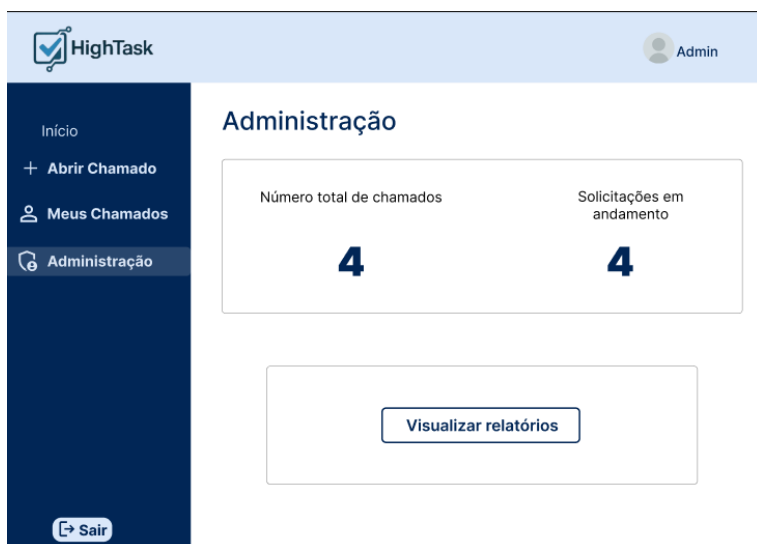 HighTask
Admin
Início
Abrir Chamado
Meus Chamados
Administração
Sair
Administração
Número total de chamados
4
Solicitações em
andamento
4
Visualizar relatórios